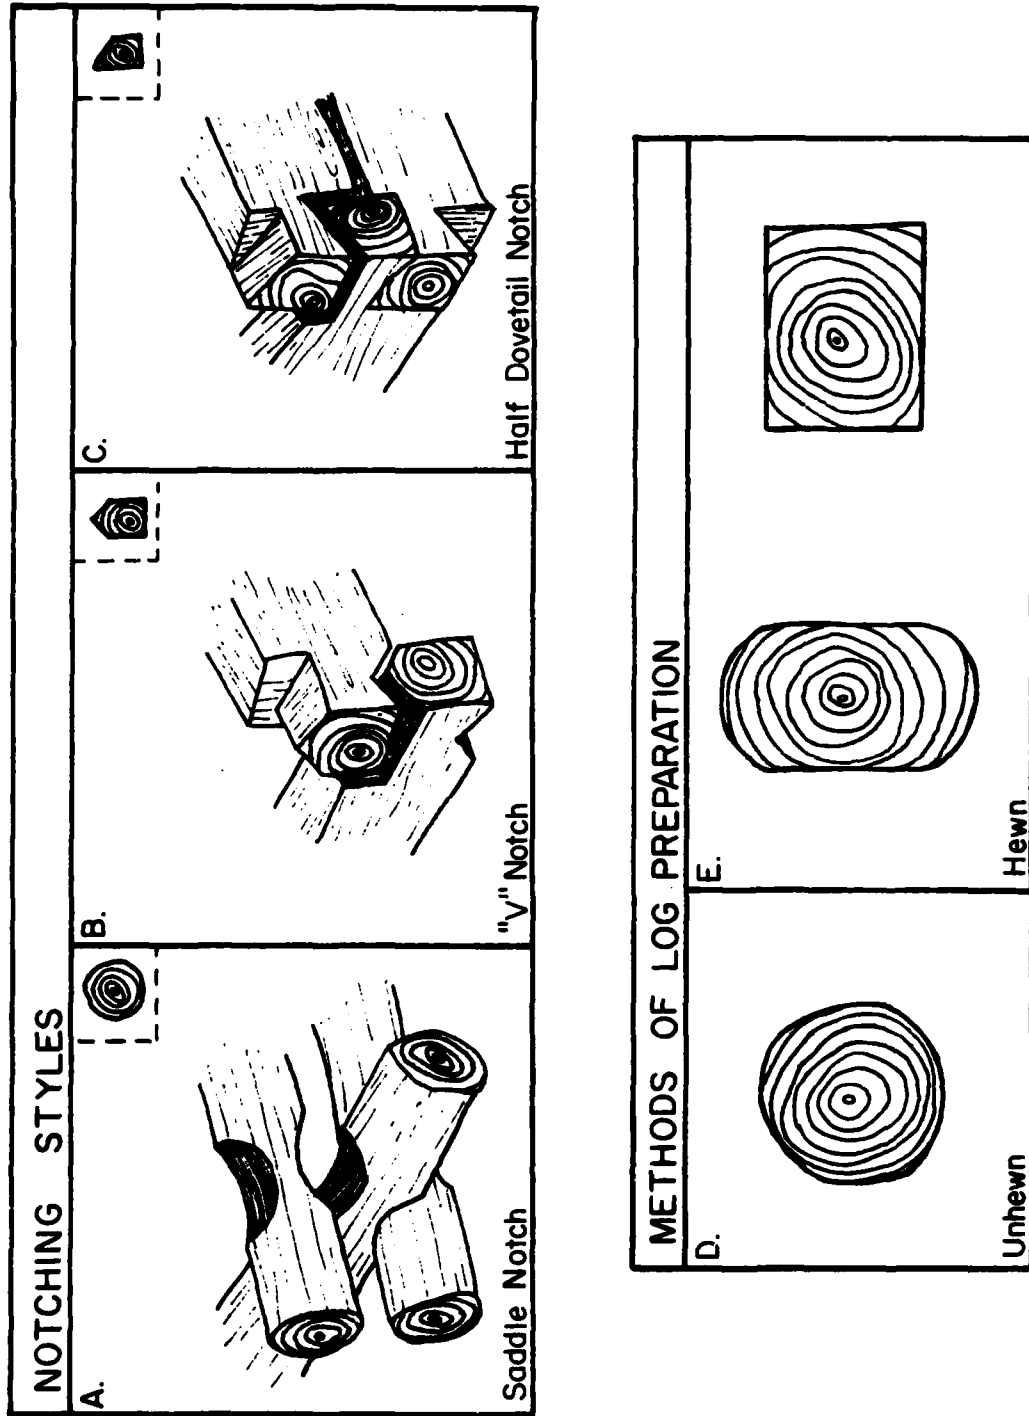 NOTCHING STYLES
A.
Saddle Notch
B.
"V" Notch
C.
Half Dovetail Notch
METHODS OF LOG PREPARATION
D.
Unhewn
E.
Hewn